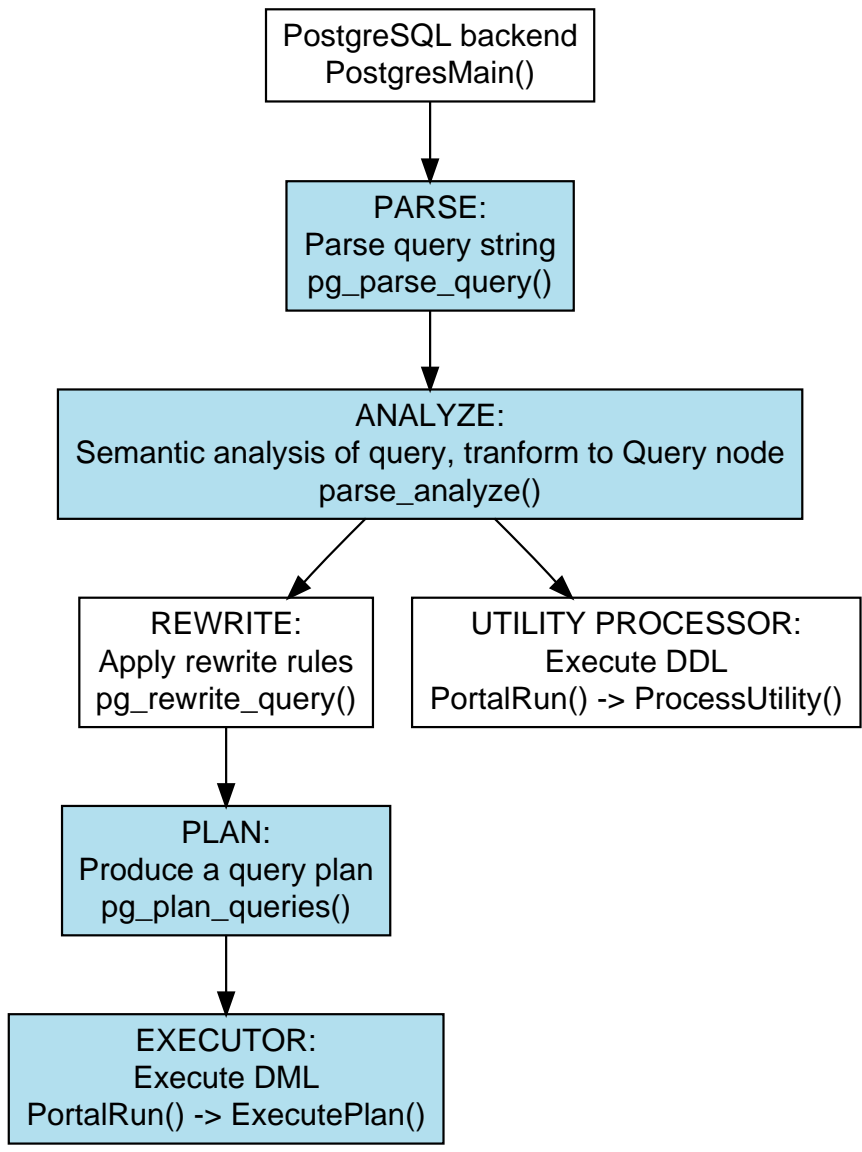 PostgreSQL backend
PostgresMain()
PARSE:
Parse query string
pg_parse_query()
ANALYZE:
Semantic analysis of query, tranform to Query node
parse_analyze()
REWRITE:
Apply rewrite rules
pg_rewrite_query()
UTILITY PROCESSOR:
Execute DDL
PortalRun() -> ProcessUtility()
PLAN:
Produce a query plan
pg_plan_queries()
EXECUTOR:
Execute DML
PortalRun() -> ExecutePlan()